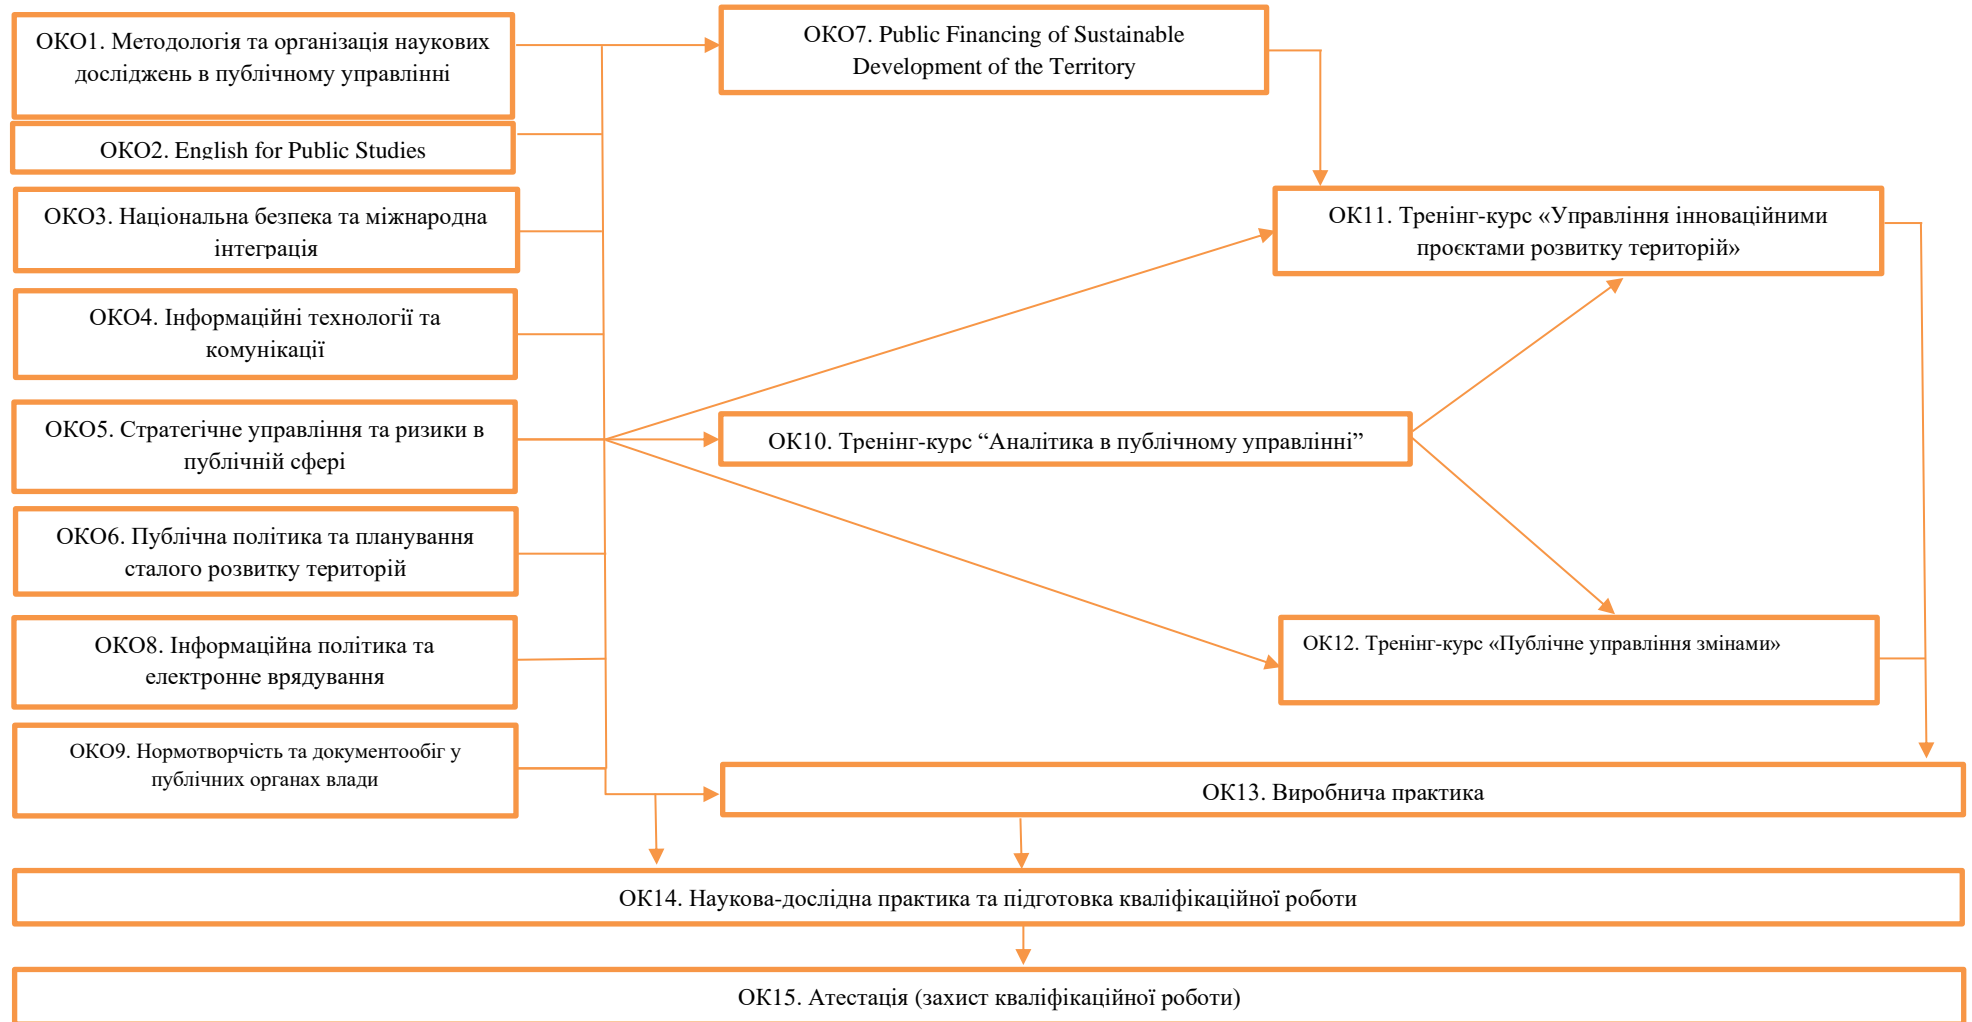 ОКО1. Методологія та організація наукових
досліджень в публічному управлінні
ОКО2. English for Public Studies
ОКО3. Національна безпека та міжнародна
інтеграція
ОКО4. Інформаційні технології та
комунікації
ОКО5. Стратегічне управління та ризики в
публічній сфері
ОКО6. Публічна політика та планування
сталого розвитку територій
ОКО8. Інформаційна політика та
електронне врядування
ОКО9. Нормотворчість та документообіг у
публічних органах влади
ОКО7. Public Financing of Sustainable
Development of the Territory
ОК10. Тренінг-курс “Аналітика в публічному управлінні”
ОК11. Тренінг-курс «Управління інноваційними
проєктами розвитку територій»
ОК12. Тренінг-курс «Публічне управління змінами»
ОК13. Виробнича практика
ОК14. Наукова-дослідна практика та підготовка кваліфікаційної роботи
ОК15. Атестація (захист кваліфікаційної роботи)